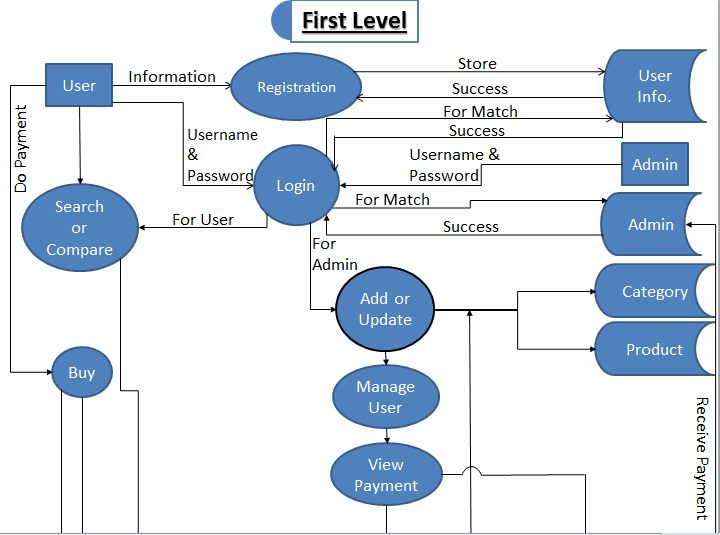 First Level
User
Information
Registration
Store
Success
User
Info.
For Match
Success
Do Payment
Username
&
Password
Login
Username &
Password
Admin
Search
or
Compare
For User
For Match
Success
Admin
For
Admin
Add or
Update
Category
Product
Buy
Manage
User
View
Payment
Receive Payment